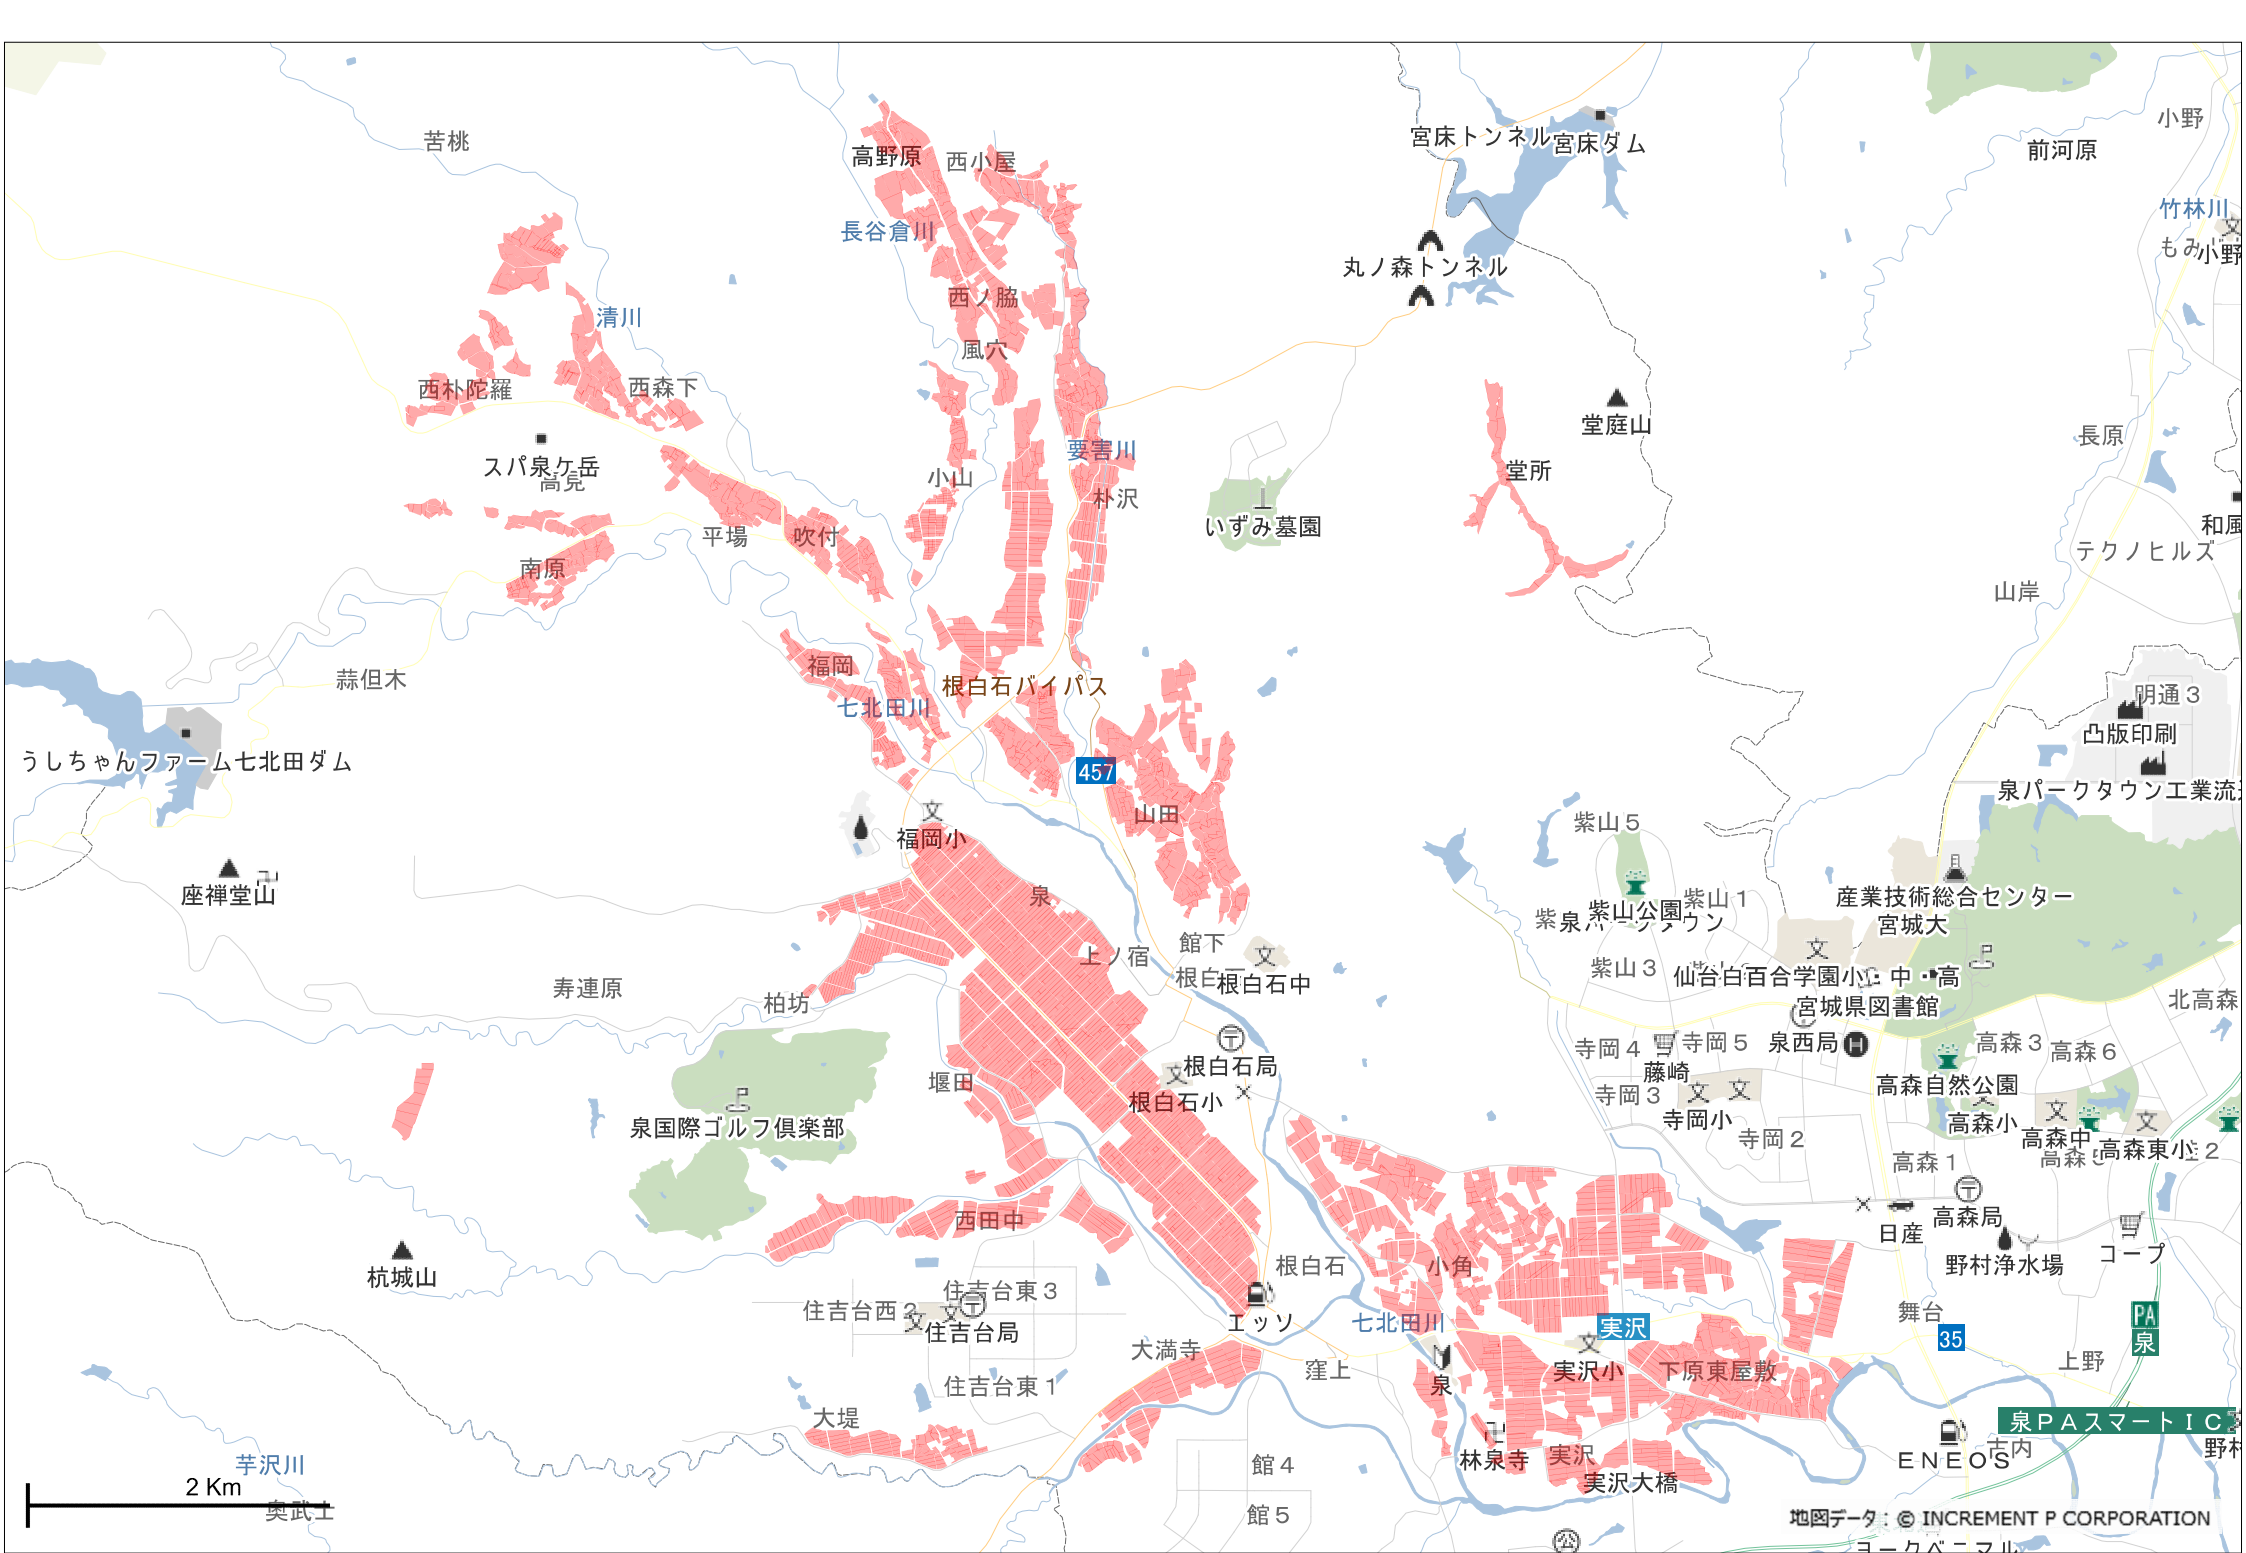 苦桃
高野原
西小屋
宮床トンネル
宮床ダム
前河原
小野
竹林川
長谷倉川
丸ノ森トンネル
西ノ脇
清川
風穴
西朴陀羅
西森下
堂庭山
長原
要害川
スパ泉ケ岳
高見
小山
朴沢
堂所
いずみ墓園
平場
吹付
テクノヒルズ
南原
山岸
福岡
蒜但木
根白石バイパス
七北田川
明通3
凸版印刷
うしちゃんファーム七北田ダム
457
山田
福岡小
泉パークタウン工業流
紫山5
座禅堂山
泉
紫山公園
紫山1
産業技術総合センター
宮城大
館下
上ノ宿
根白石中
紫山3
仙台白百合学園小・中・高
宮城県図書館
寿連原
柏坊
北高森
根白石局
寺岡4
寺岡5
泉西局
高森3
高森6
藤崎
堰田
根白石小
寺岡3
高森自然公園
寺岡小
高森小
泉国際ゴルフ倶楽部
寺岡2
高森中
高森東小
高森1
西田中
高森局
日産
野村浄水場
コープ
杭城山
根白石
小角
住吉台東3
住吉台西2
住吉台局
エッソ
七北田川
実沢
舞台
35
PA
泉
大満寺
窪上
泉
実沢小
下原東屋敷
上野
住吉台東1
大堤
泉PAスマートIC
芋沢川
林泉寺
実沢
実沢大橋
ENEOS
古内
館4
2 Km
奥武士
館5
地図データ：© INCREMENT P CORPORATION
ヨークベニマル